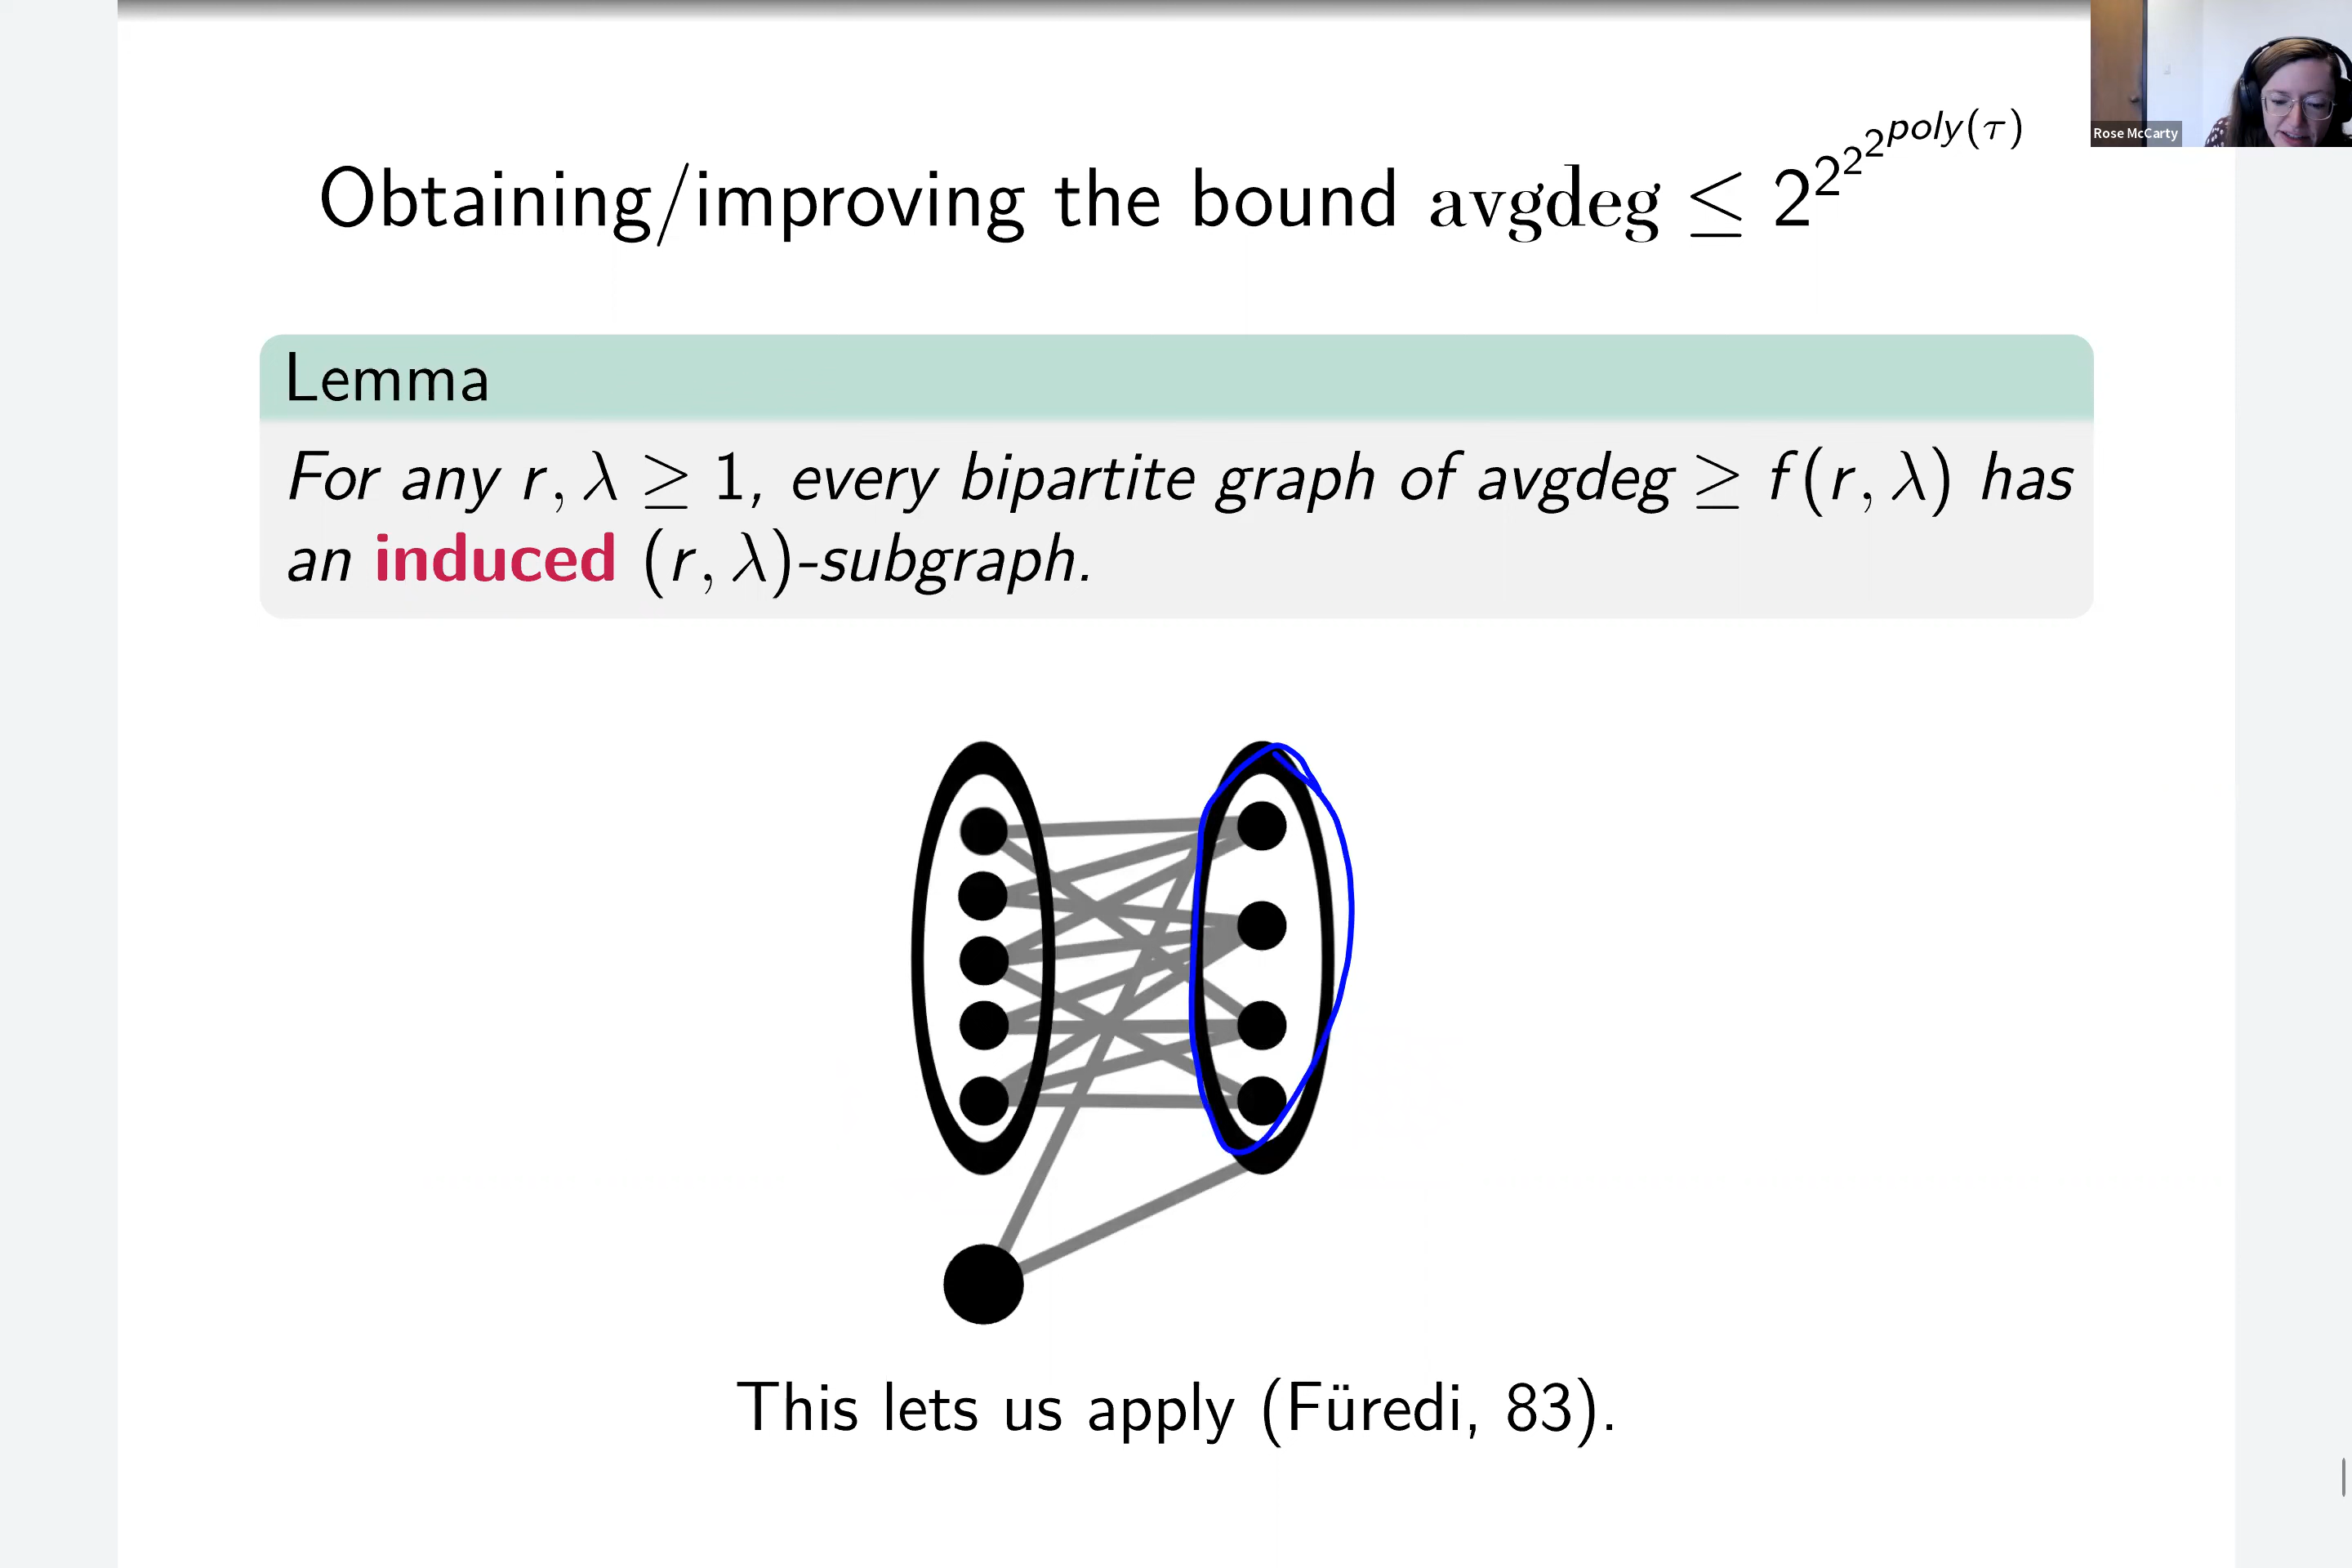 Obtaining/improving the bound avgdeg ≤ 2^{2^{2^{2^{poly(τ)}}}}
Rose McCarty
Lemma
For any r, λ ≥ 1, every bipartite graph of avgdeg ≥ f(r, λ) has
an induced (r, λ)-subgraph.
This lets us apply (Füredi, 83).